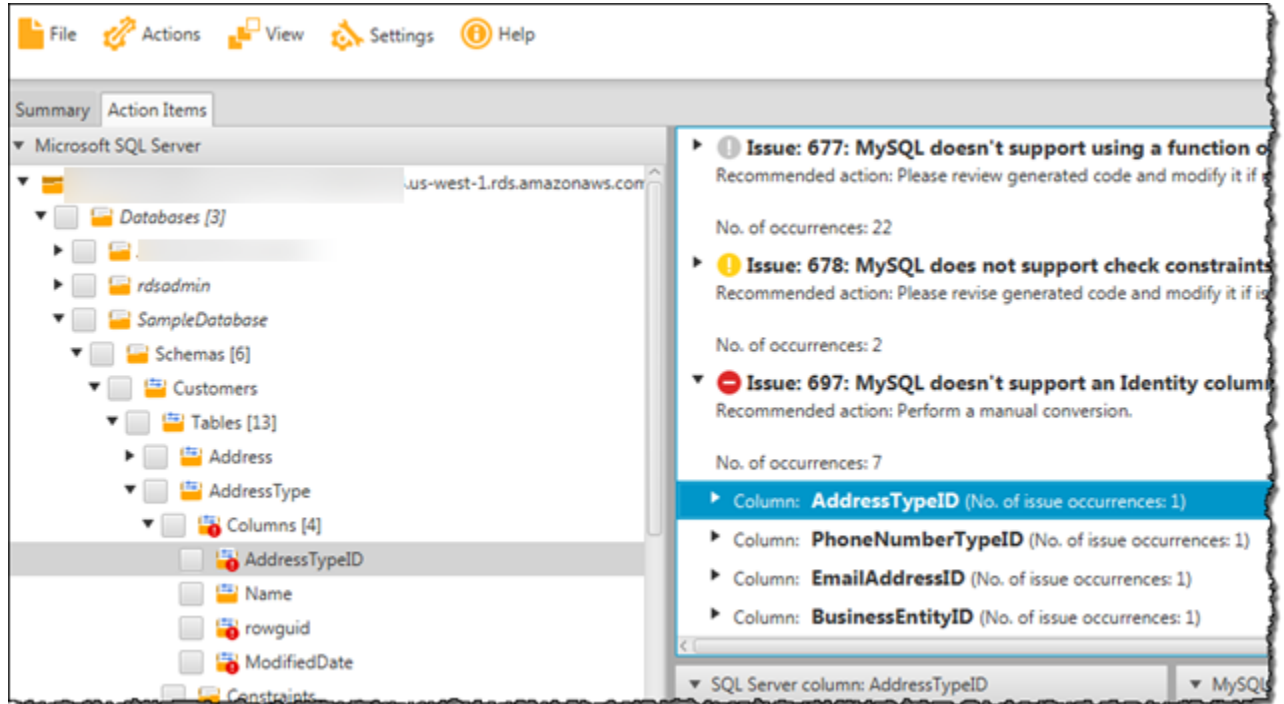 File Actions View Settings Help
Summary Action Items
Microsoft SQL Server
.us-west-1.rds.amazonaws.com
Databases [3]
rdsadmin
SampleDatabase
Schemas [6]
Customers
Tables [13]
Address
AddressType
Columns [4]
AddressTypeID
Name
rowguid
ModifiedDate
Constraints
Issue: 677: MySQL doesn't support using a function
Recommended action: Please review generated code and modify it if
No. of occurrences: 22
Issue: 678: MySQL does not support check constraints
Recommended action: Please revise generated code and modify it if
No. of occurrences: 2
Issue: 697: MySQL doesn't support an Identity
Recommended action: Perform a manual conversion.
No. of occurrences: 7
Column: AddressTypeID (No. of issue occurrences: 1)
Column: PhoneNumberTypeID (No. of issue occurrences: 1)
Column: EmailAddressID (No. of issue occurrences: 1)
Column: BusinessEntityID (No. of issue occurrences: 1)
SQL Server column: AddressTypeID